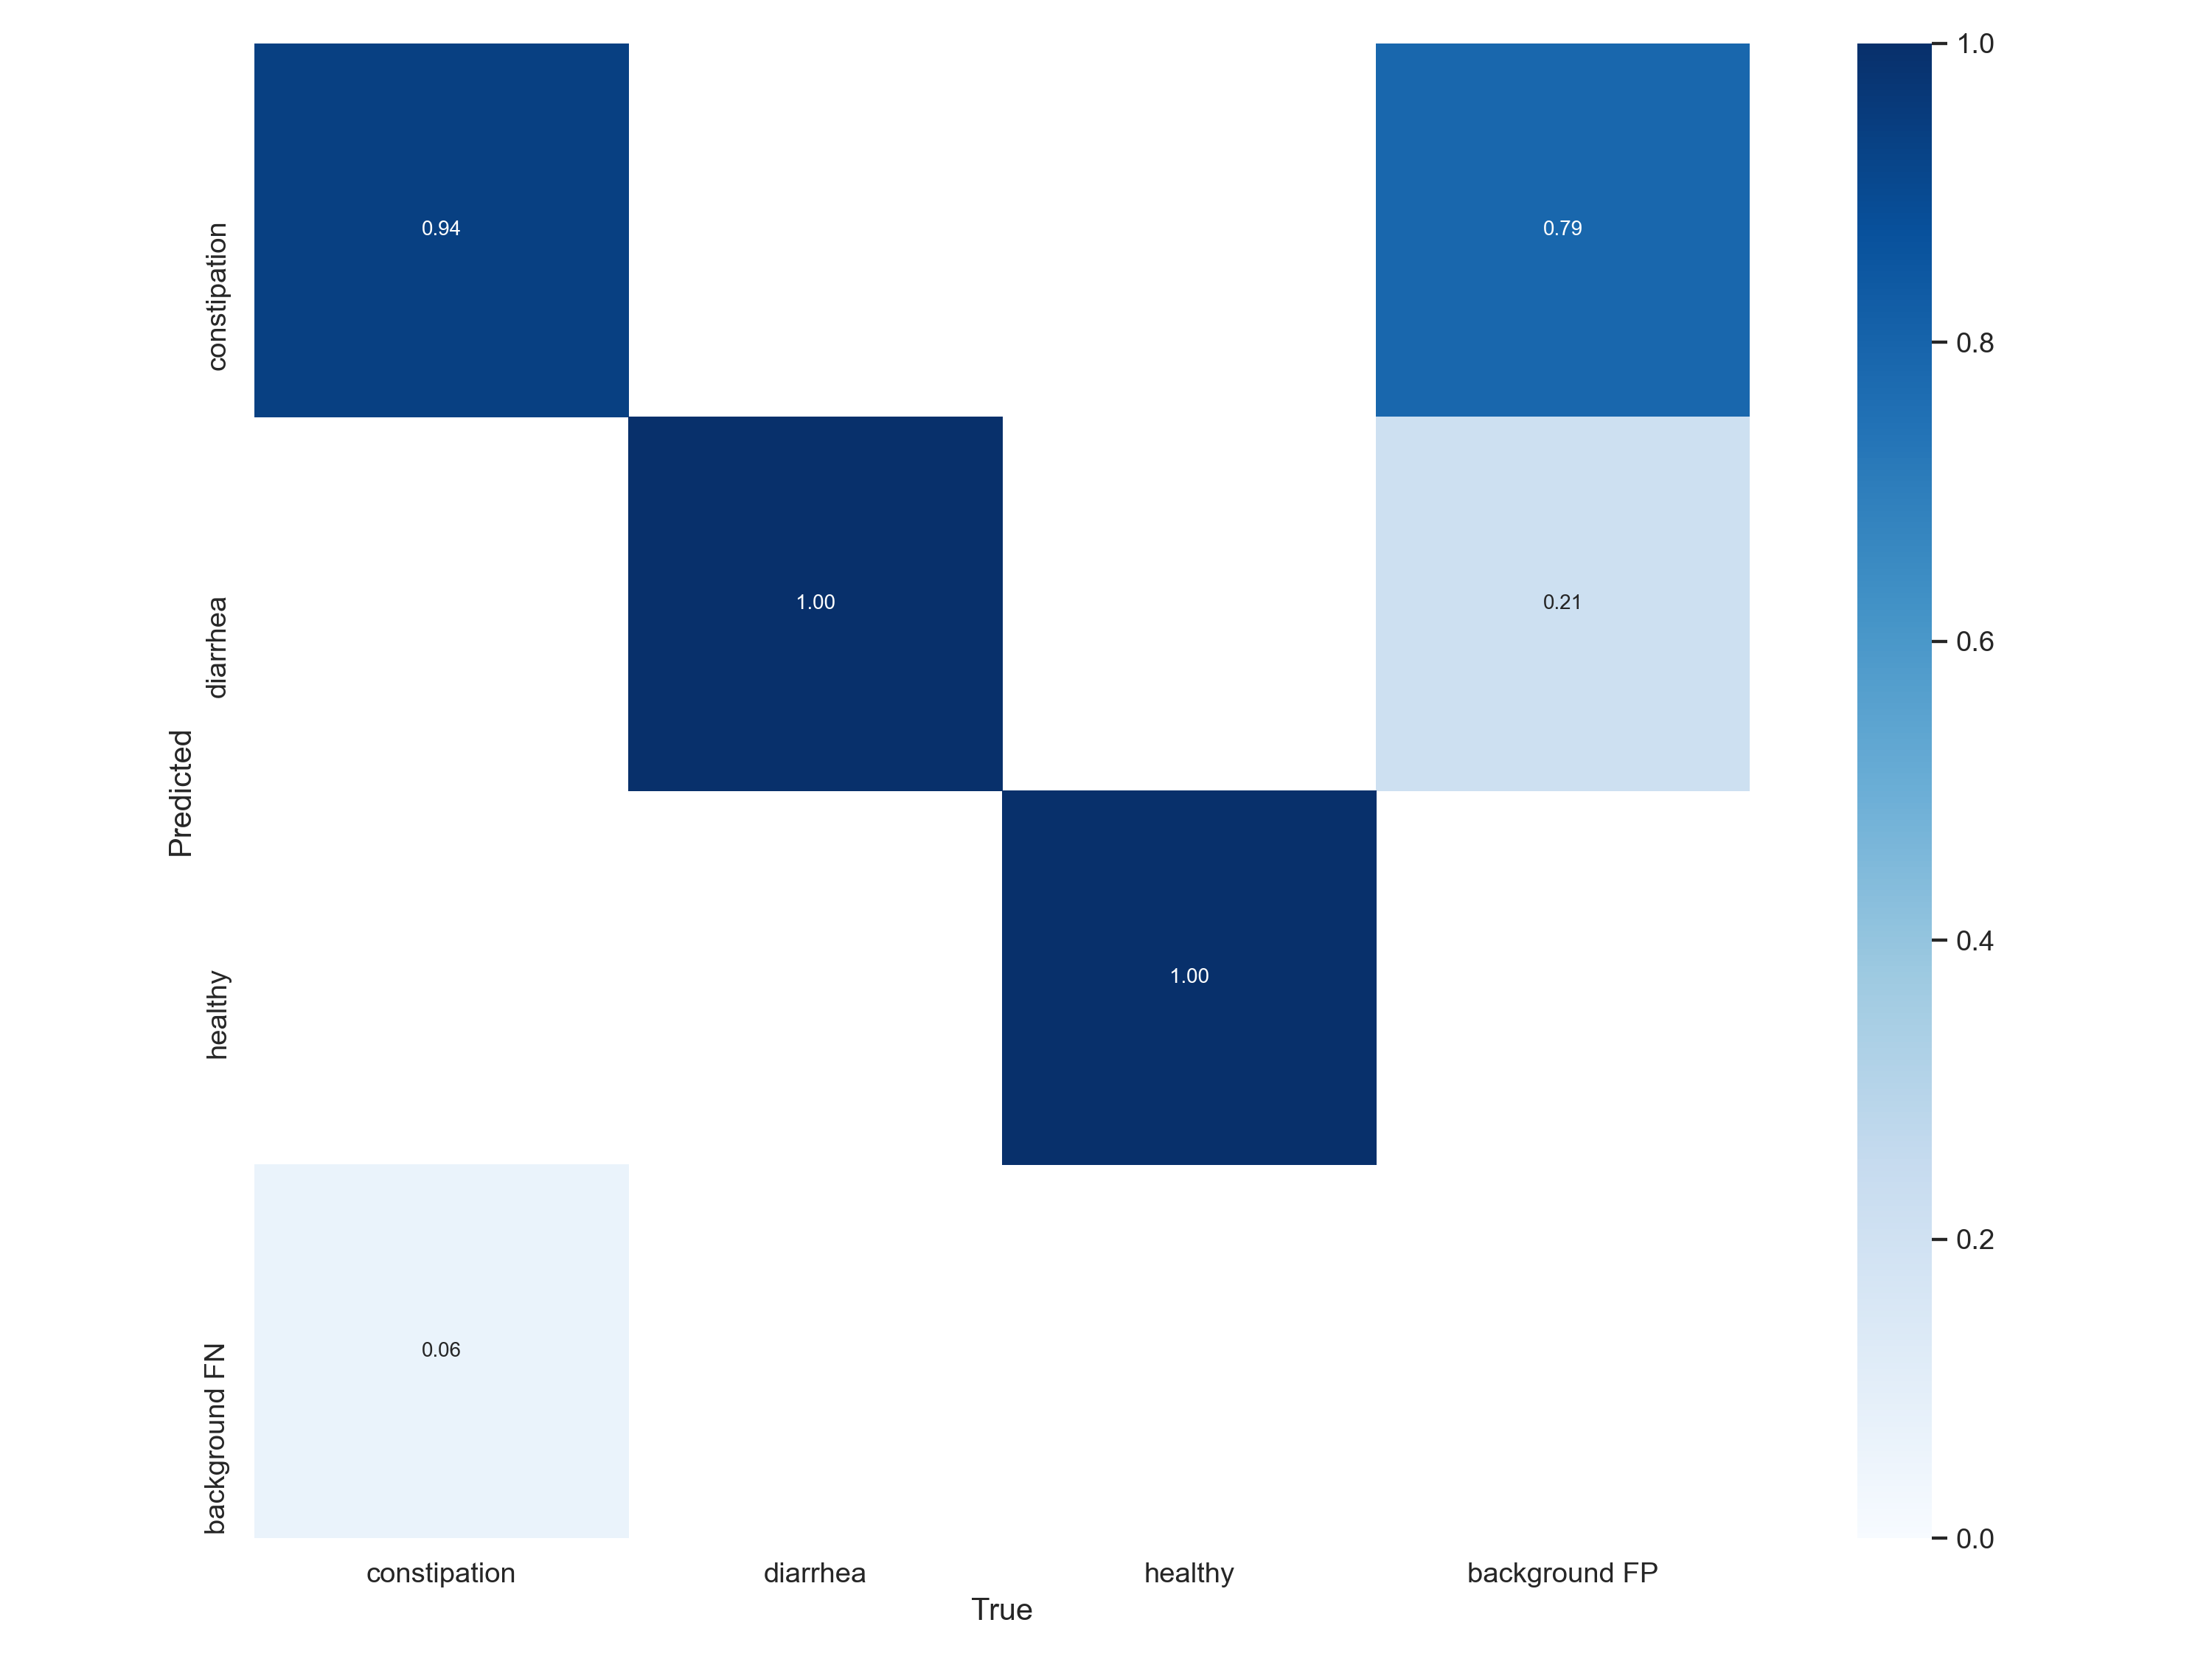 Predicted
constipation
diarrhea
healthy
background FN
0.94
0.79
1.00
0.21
1.00
0.06
constipation
diarrhea
healthy
background FP
True
1.0
0.8
0.6
0.4
0.2
0.0